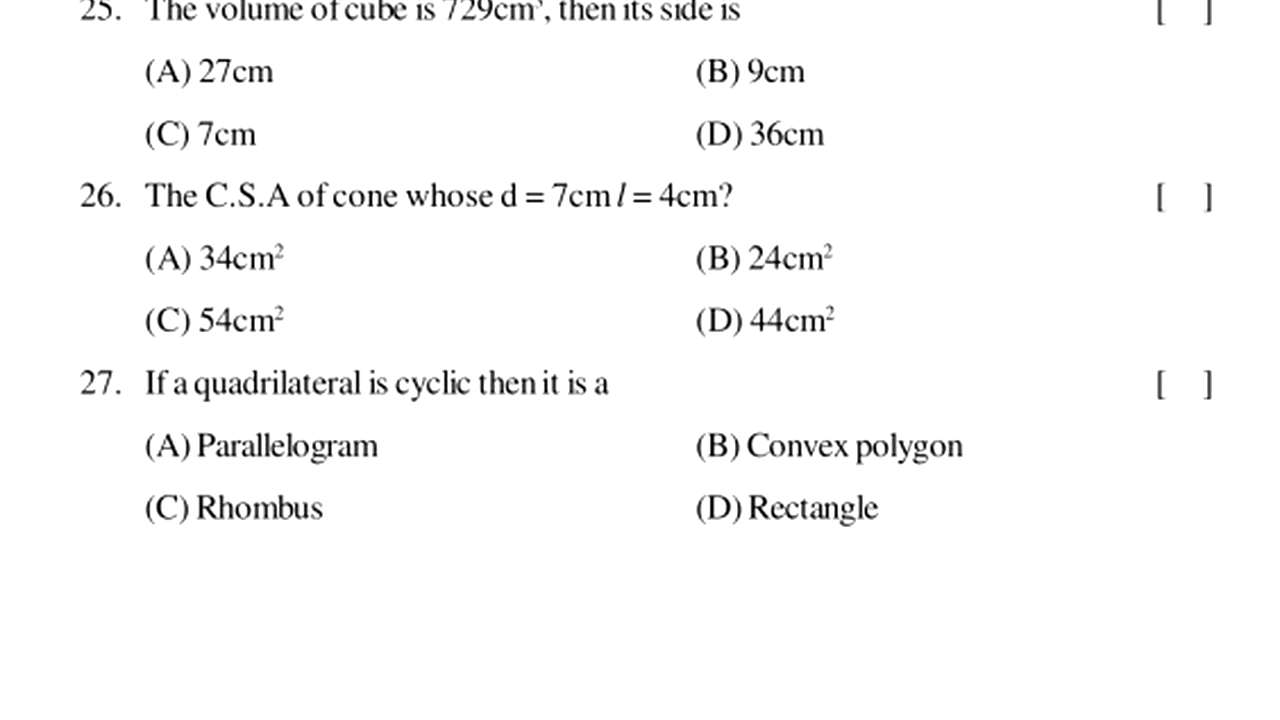 25. The volume of cube is 729cm³, then its side is [ ]
(A) 27cm (B) 9cm
(C) 7cm (D) 36cm
26. The C.S.A of cone whose d = 7cm l = 4cm? [ ]
(A) 34cm² (B) 24cm²
(C) 54cm² (D) 44cm²
27. If a quadrilateral is cyclic then it is a [ ]
(A) Parallelogram (B) Convex polygon
(C) Rhombus (D) Rectangle